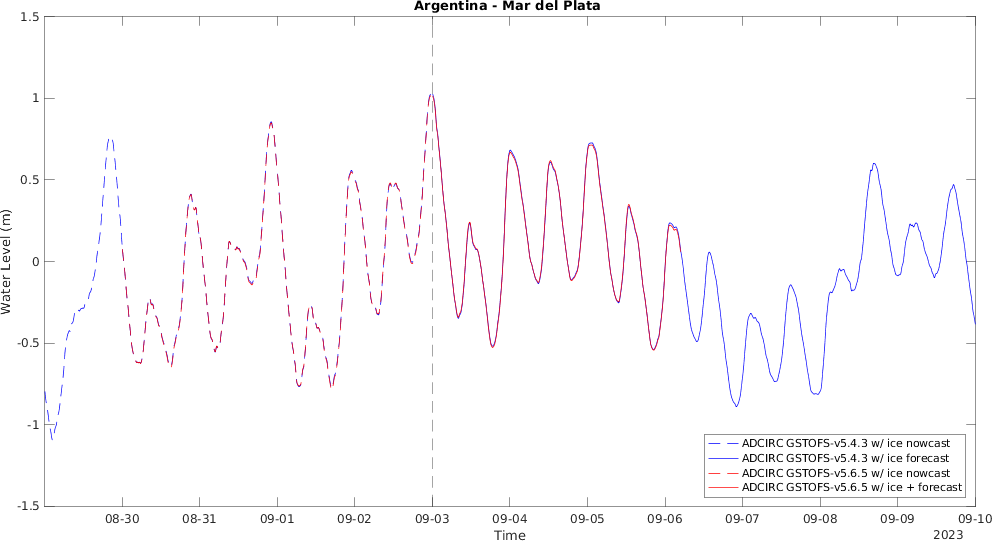 Argentina - Mar del Plata
1.5
1
0.5
0
-0.5
-1
-1.5
Water Level (m)
08-30 08-31 09-01 09-02 09-03 09-04 09-05 09-06 09-07 09-08 09-09 09-10
Time
2023
ADCIRC GSTOFS-v5.4.3 w/ ice nowcast
ADCIRC GSTOFS-v5.4.3 w/ ice forecast
ADCIRC GSTOFS-v5.6.5 w/ ice nowcast
ADCIRC GSTOFS-v5.6.5 w/ ice + forecast